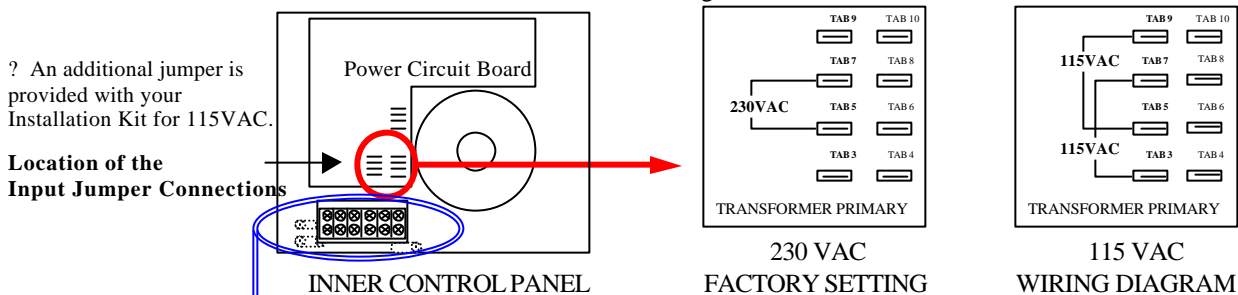 ? An additional jumper is
provided with your
Installation Kit for 115VAC.
Location of the
Input Jumper Connections
Power Circuit Board
INNER CONTROL PANEL
TAB 9 TAB 10
TAB 7 TAB 8
230VAC
TAB 5 TAB 6
TAB 3 TAB 4
TRANSFORMER PRIMARY
230 VAC
FACTORY SETTING
TAB 9 TAB 10
115VAC TAB 7 TAB 8
TAB 5 TAB 6
115VAC TAB 3 TAB 4
TRANSFORMER PRIMARY
115 VAC
WIRING DIAGRAM